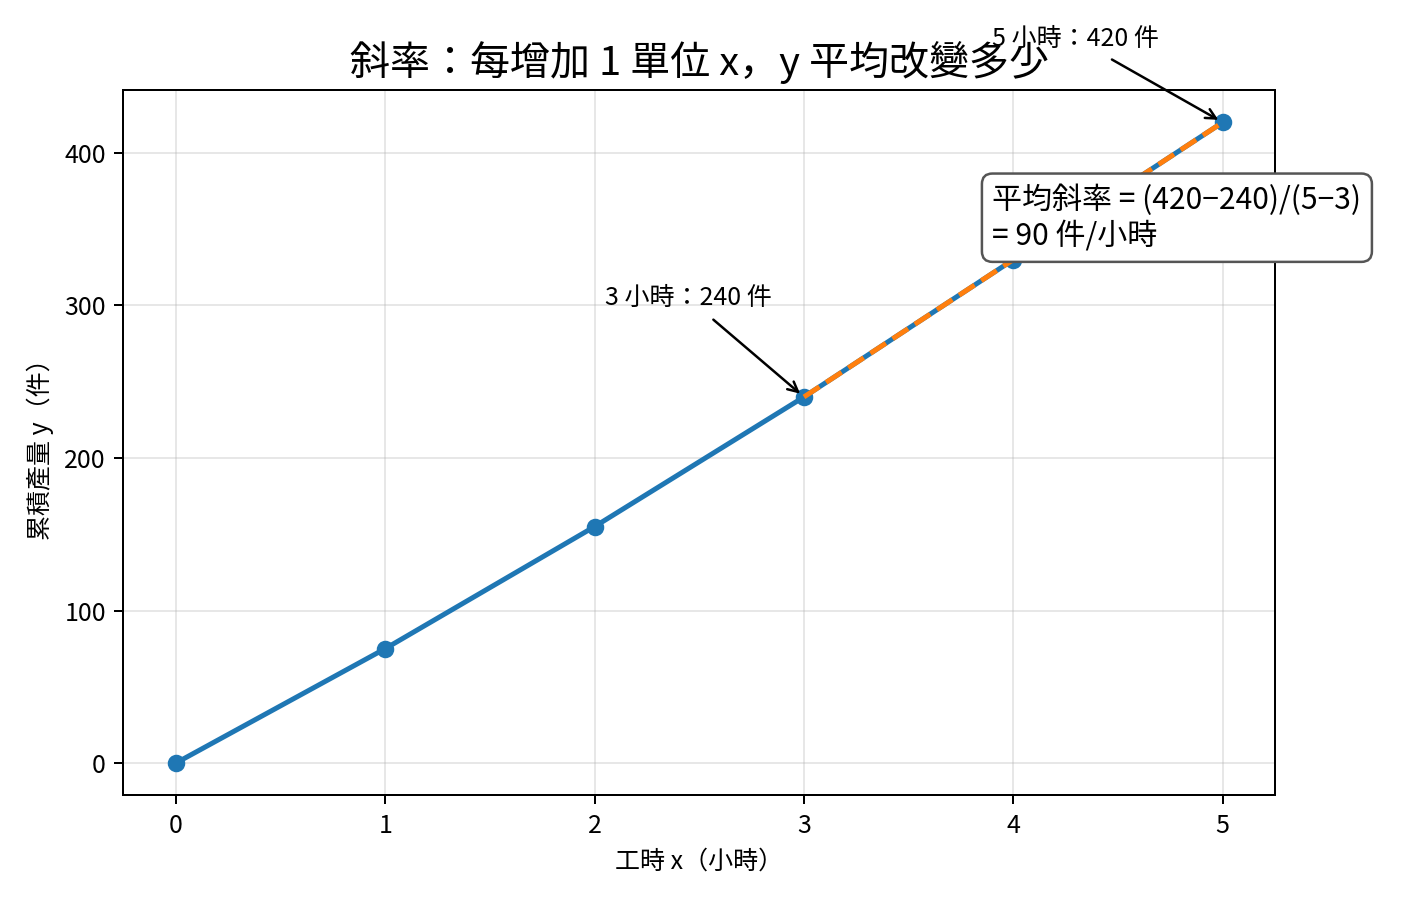 5 小時：420 件
斜率：每增加 1 單位 x，y 平均改變多少
平均斜率 = (420−240)/(5−3)
= 90 件/小時
3 小時：240 件
累積產量 y（件）
400
300
200
100
0
0 1 2 3 4 5
工時 x（小時）